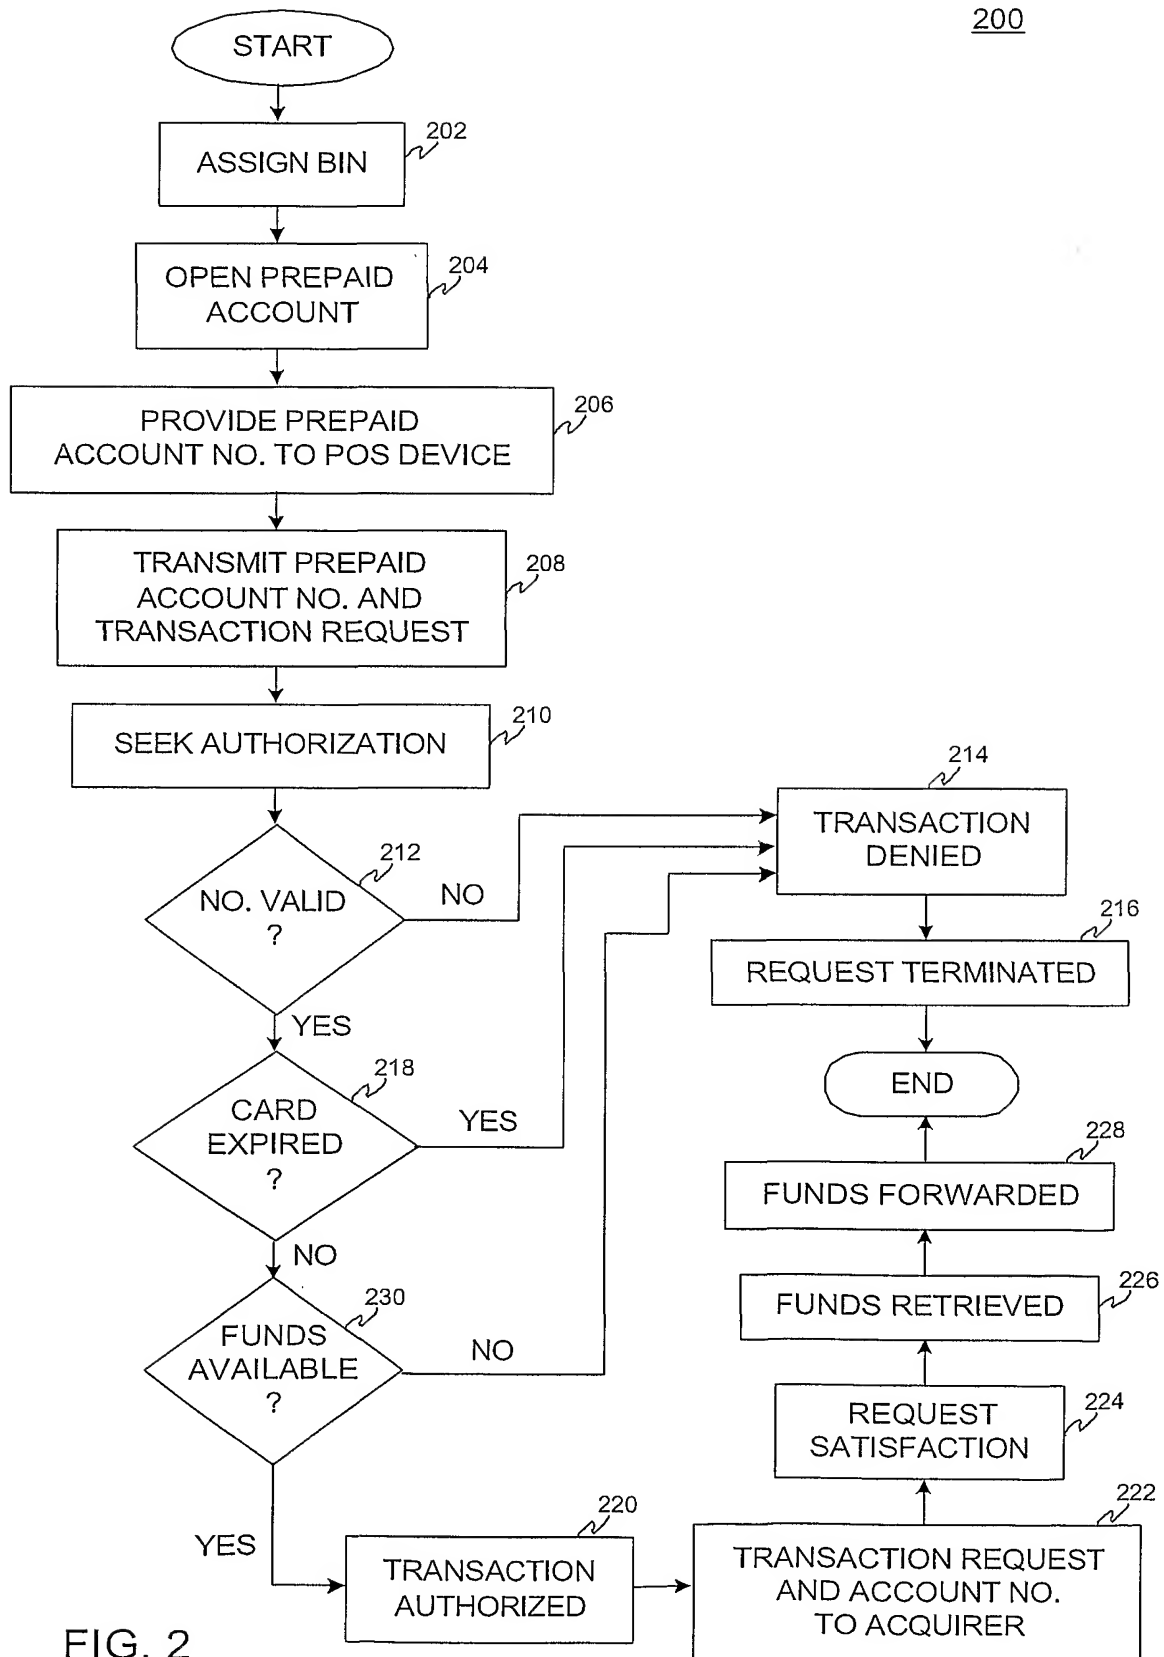 200
START
202
ASSIGN BIN
204
OPEN PREPAID
ACCOUNT
206
PROVIDE PREPAID
ACCOUNT NO. TO POS DEVICE
208
TRANSMIT PREPAID
ACCOUNT NO. AND
TRANSACTION REQUEST
210
SEEK AUTHORIZATION
212
NO. VALID
?
NO
YES
214
TRANSACTION
DENIED
216
REQUEST TERMINATED
END
218
CARD
EXPIRED
?
YES
NO
230
FUNDS
AVAILABLE
?
NO
YES
220
TRANSACTION
AUTHORIZED
222
TRANSACTION REQUEST
AND ACCOUNT NO.
TO ACQUIRER
224
REQUEST
SATISFACTION
226
FUNDS RETRIEVED
228
FUNDS FORWARDED
FIG. 2